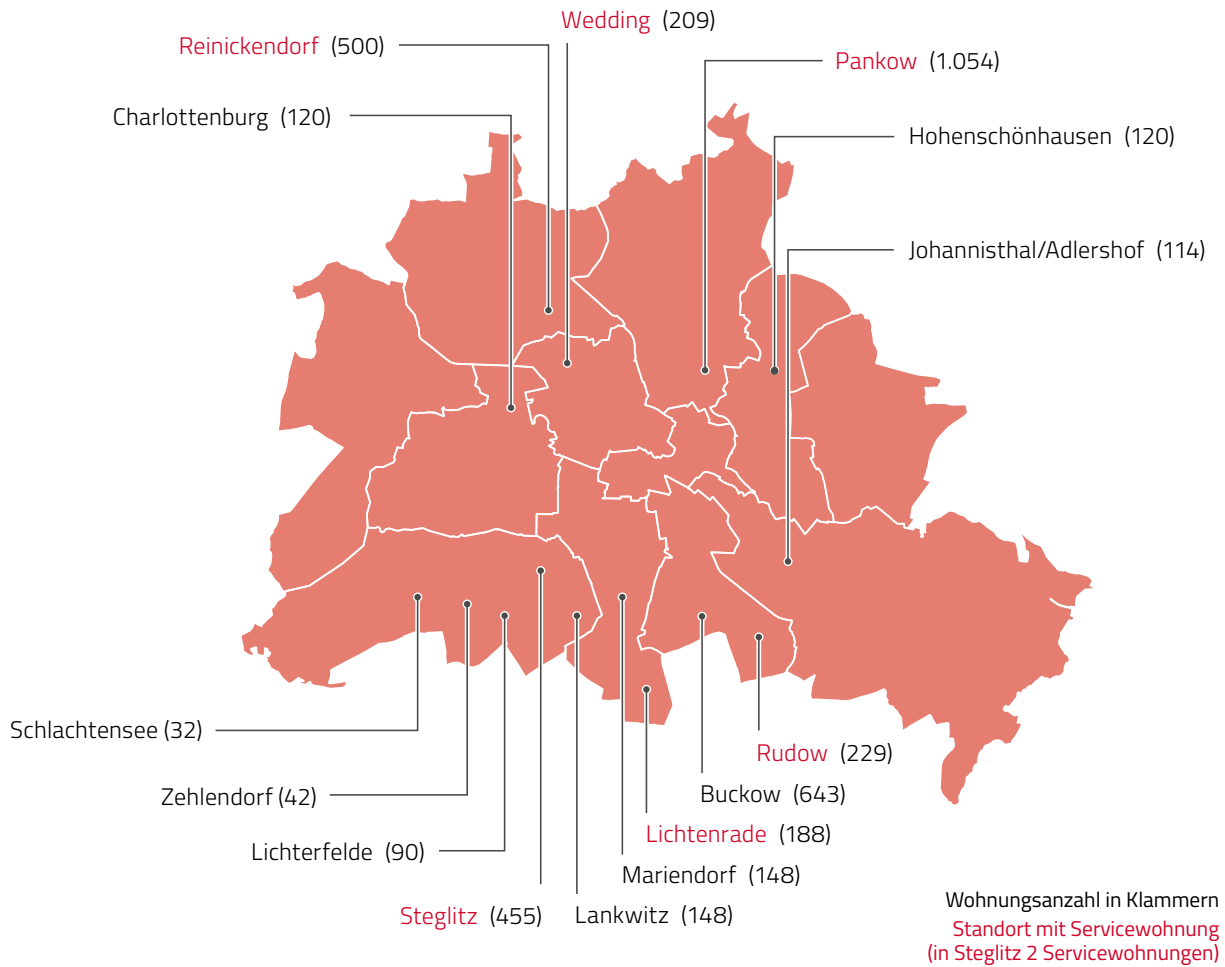 Wedding (209)
Reinickendorf (500)
Pankow (1.054)
Charlottenburg (120)
Hohenschönhausen (120)
Johannisthal/Adlershof (114)
Schlachtensee (32)
Rudow (229)
Zehlendorf (42)
Buckow (643)
Lichtenrade (188)
Lichterfelde (90)
Mariendorf (148)
Steglitz (455)
Lankwitz (148)
Wohnungsanzahl in Klammern
Standort mit Servicewohnung
(in Steglitz 2 Servicewohnungen)